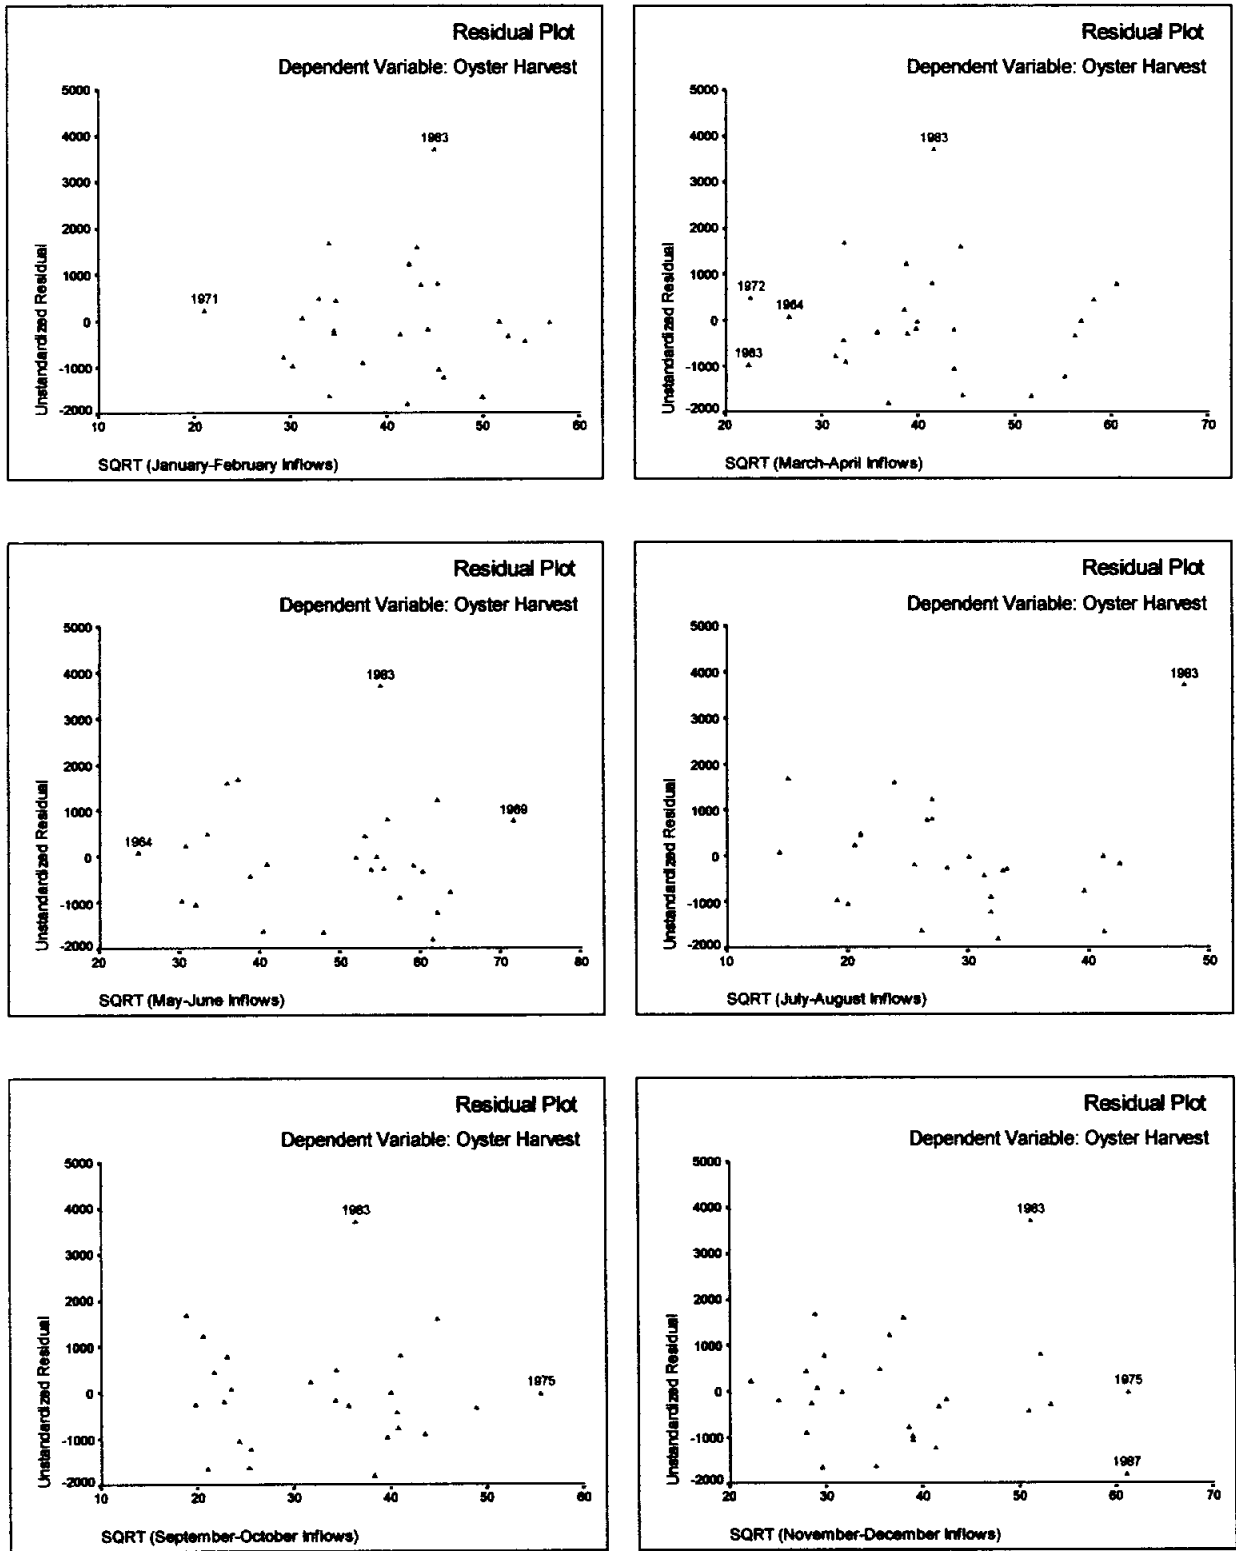 Residual Plot
Dependent Variable: Oyster Harvest
5000
4000
3000
2000
1000
0
-1000
-2000
Unstandardized Residual
1983
1971
10 20 30 40 50 60
SQRT (January-February Inflows)
Residual Plot
Dependent Variable: Oyster Harvest
5000
4000
3000
2000
1000
0
-1000
-2000
Unstandardized Residual
1983
1972
1964
1963
20 30 40 50 60 70
SQRT (March-April Inflows)
Residual Plot
Dependent Variable: Oyster Harvest
5000
4000
3000
2000
1000
0
-1000
-2000
Unstandardized Residual
1983
1969
1964
20 30 40 50 60 70 80
SQRT (May-June Inflows)
Residual Plot
Dependent Variable: Oyster Harvest
5000
4000
3000
2000
1000
0
-1000
-2000
Unstandardized Residual
1983
10 20 30 40 50
SQRT (July-August Inflows)
Residual Plot
Dependent Variable: Oyster Harvest
5000
4000
3000
2000
1000
0
-1000
-2000
Unstandardized Residual
1983
1975
10 20 30 40 50 60
SQRT (September-October Inflows)
Residual Plot
Dependent Variable: Oyster Harvest
5000
4000
3000
2000
1000
0
-1000
-2000
Unstandardized Residual
1983
1975
1987
20 30 40 50 60 70
SQRT (November-December Inflows)